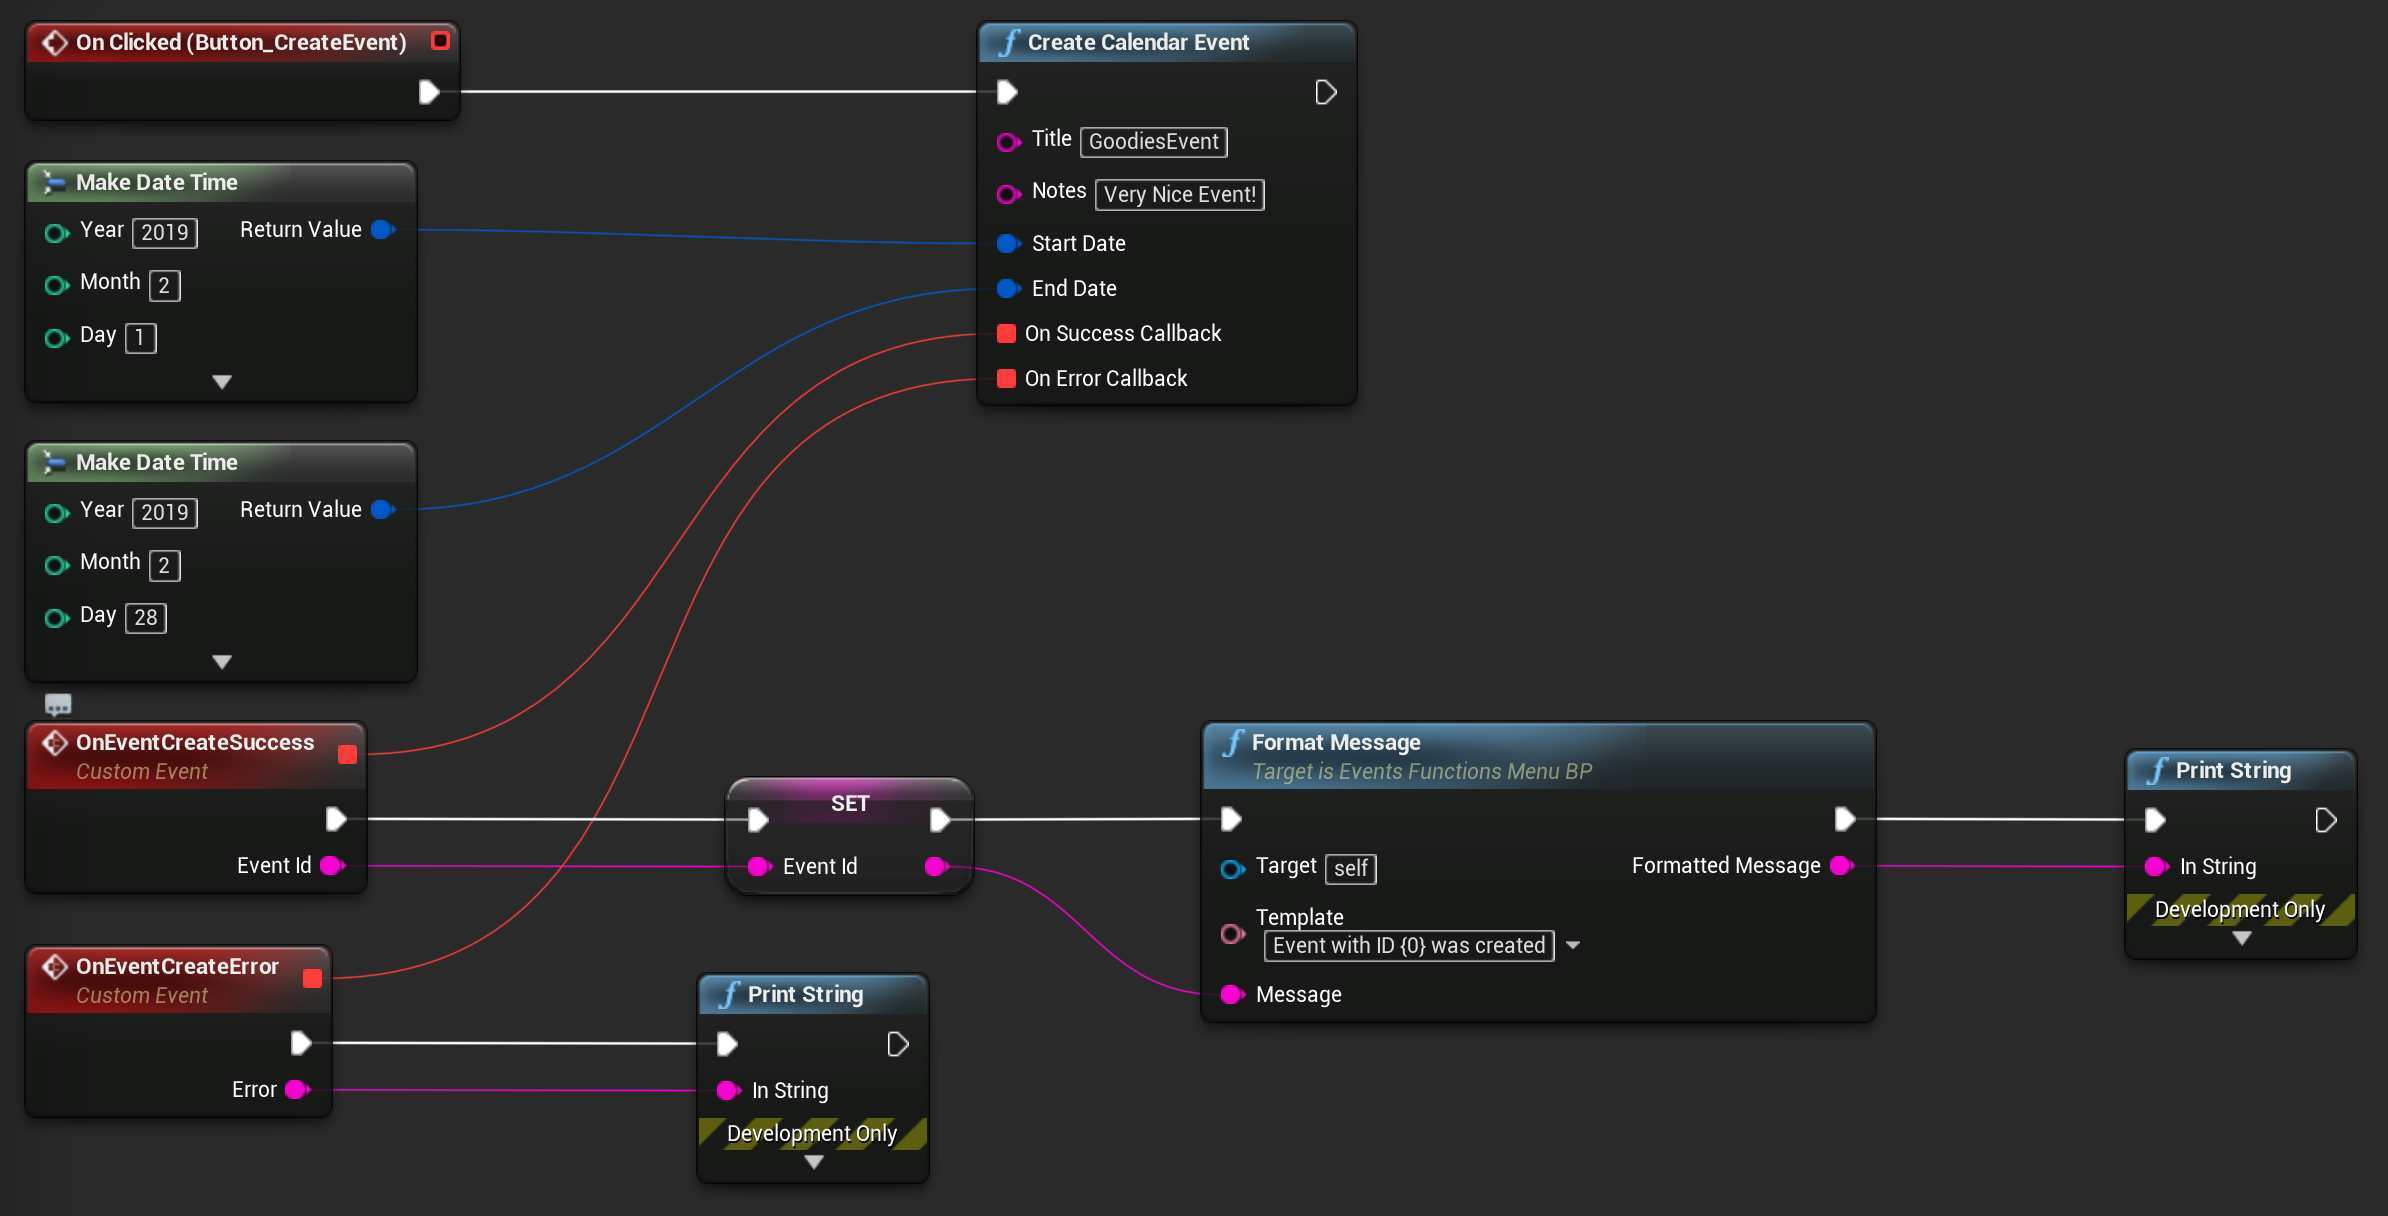 On Clicked (Button_CreateEvent)
Make Date Time
Year 2019 Return Value
Month 2
Day 1
Make Date Time
Year 2019 Return Value
Month 2
Day 28
Create Calendar Event
Title GoodiesEvent
Notes Very Nice Event!
Start Date
End Date
On Success Callback
On Error Callback
OnEventCreateSuccess
Custom Event
Event Id
SET
Event Id
Format Message
Target is Events Functions Menu BP
Target self Formatted Message
Template
Event with ID {0} was created
Message
Print String
In String
Development Only
OnEventCreateError
Custom Event
Error
Print String
In String
Development Only